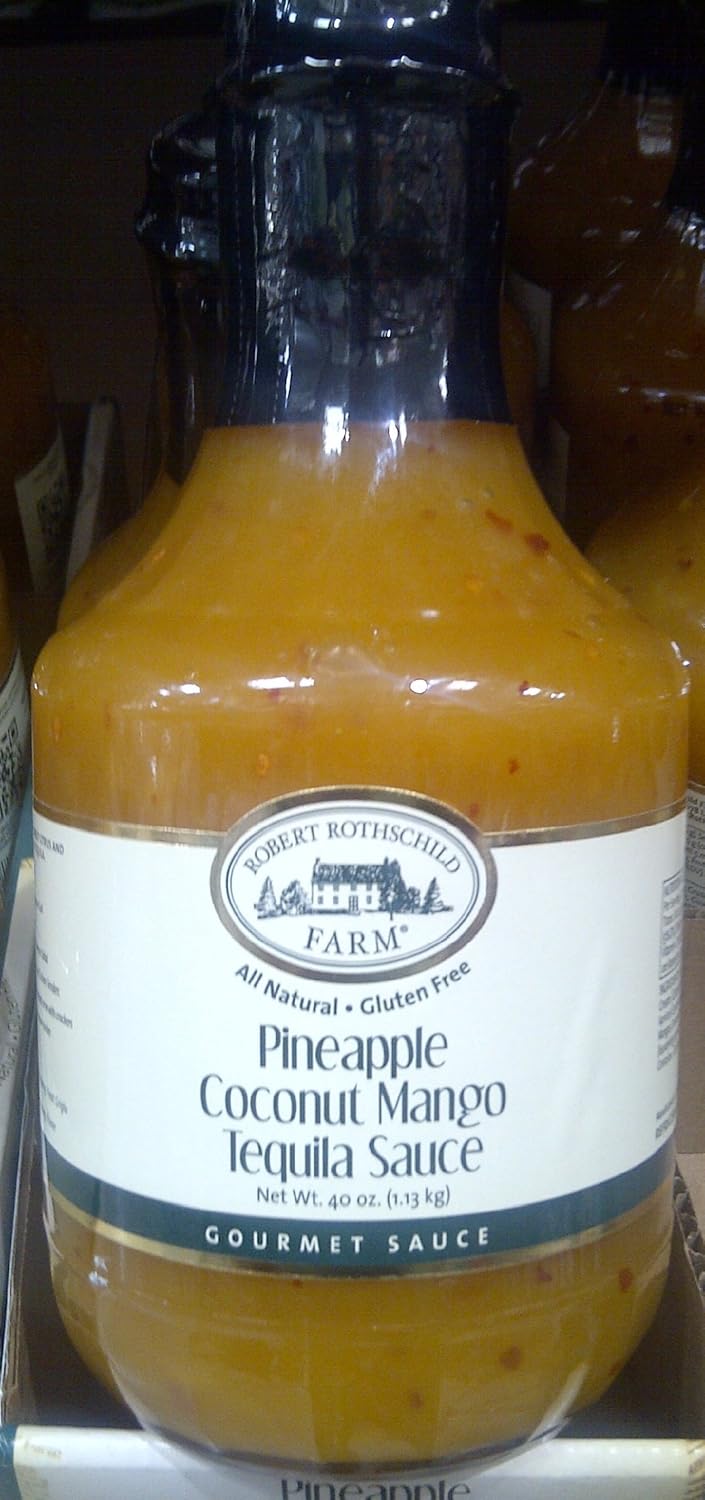 ROBERT ROTHSCHILD
FARM®
All Natural • Gluten Free
Pineapple
Coconut Mango
Tequila Sauce
Net Wt. 40 oz. (1.13 kg)
GOURMET SAUCE
Pineapple